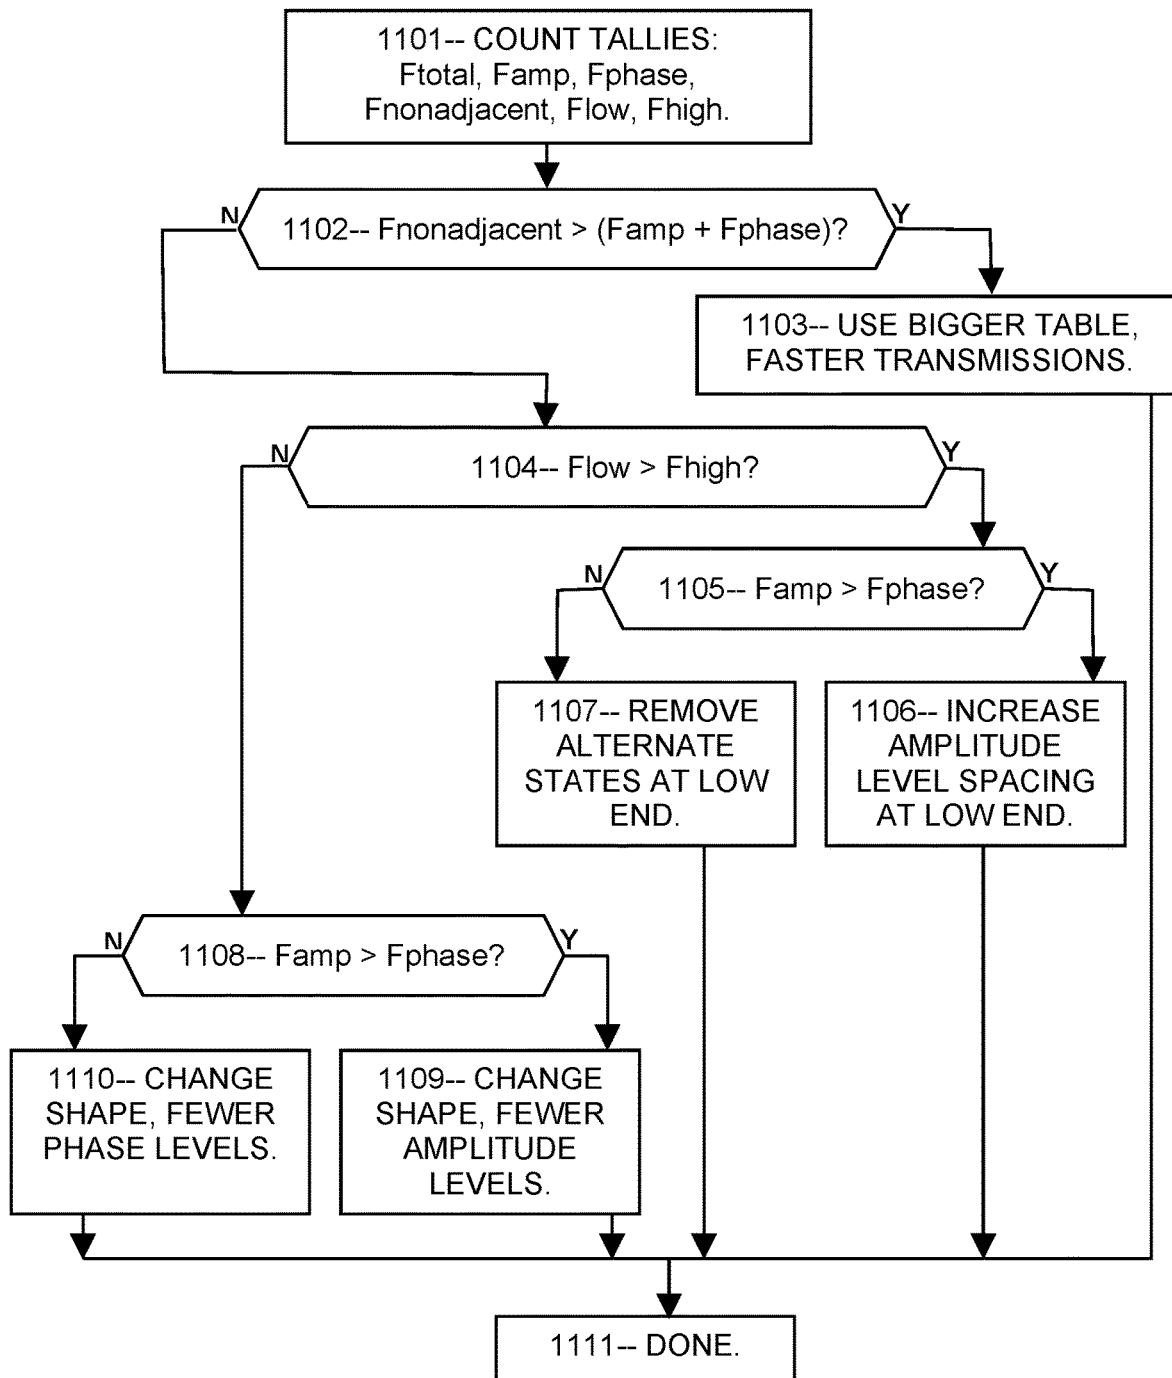 1101-- COUNT TALLIES:
Ftotal, Famp, Fphase,
Fnonadjacent, Flow, Fhigh.
N
Y
1102-- Fnonadjacent > (Famp + Fphase)?
1103-- USE BIGGER TABLE,
FASTER TRANSMISSIONS.
N
Y
1104-- Flow > Fhigh?
N
Y
1105-- Famp > Fphase?
1107-- REMOVE
ALTERNATE
STATES AT LOW
END.
1106-- INCREASE
AMPLITUDE
LEVEL SPACING
AT LOW END.
N
Y
1108-- Famp > Fphase?
1110-- CHANGE
SHAPE, FEWER
PHASE LEVELS.
1109-- CHANGE
SHAPE, FEWER
AMPLITUDE
LEVELS.
1111-- DONE.